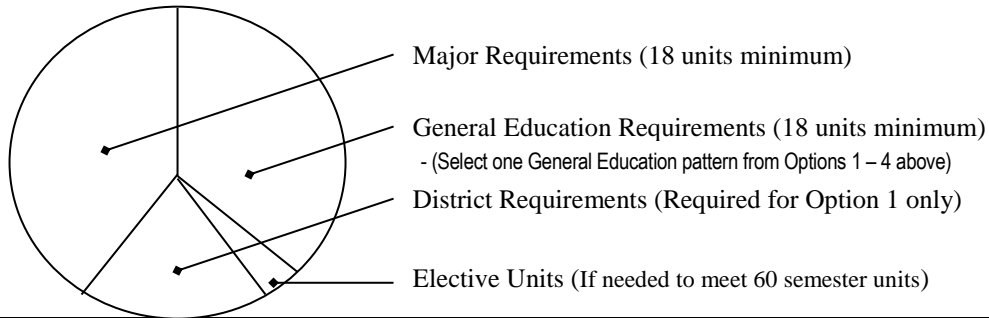 Major Requirements (18 units minimum)
General Education Requirements (18 units minimum)
- (Select one General Education pattern from Options 1 – 4 above)
District Requirements (Required for Option 1 only)
Elective Units (If needed to meet 60 semester units)